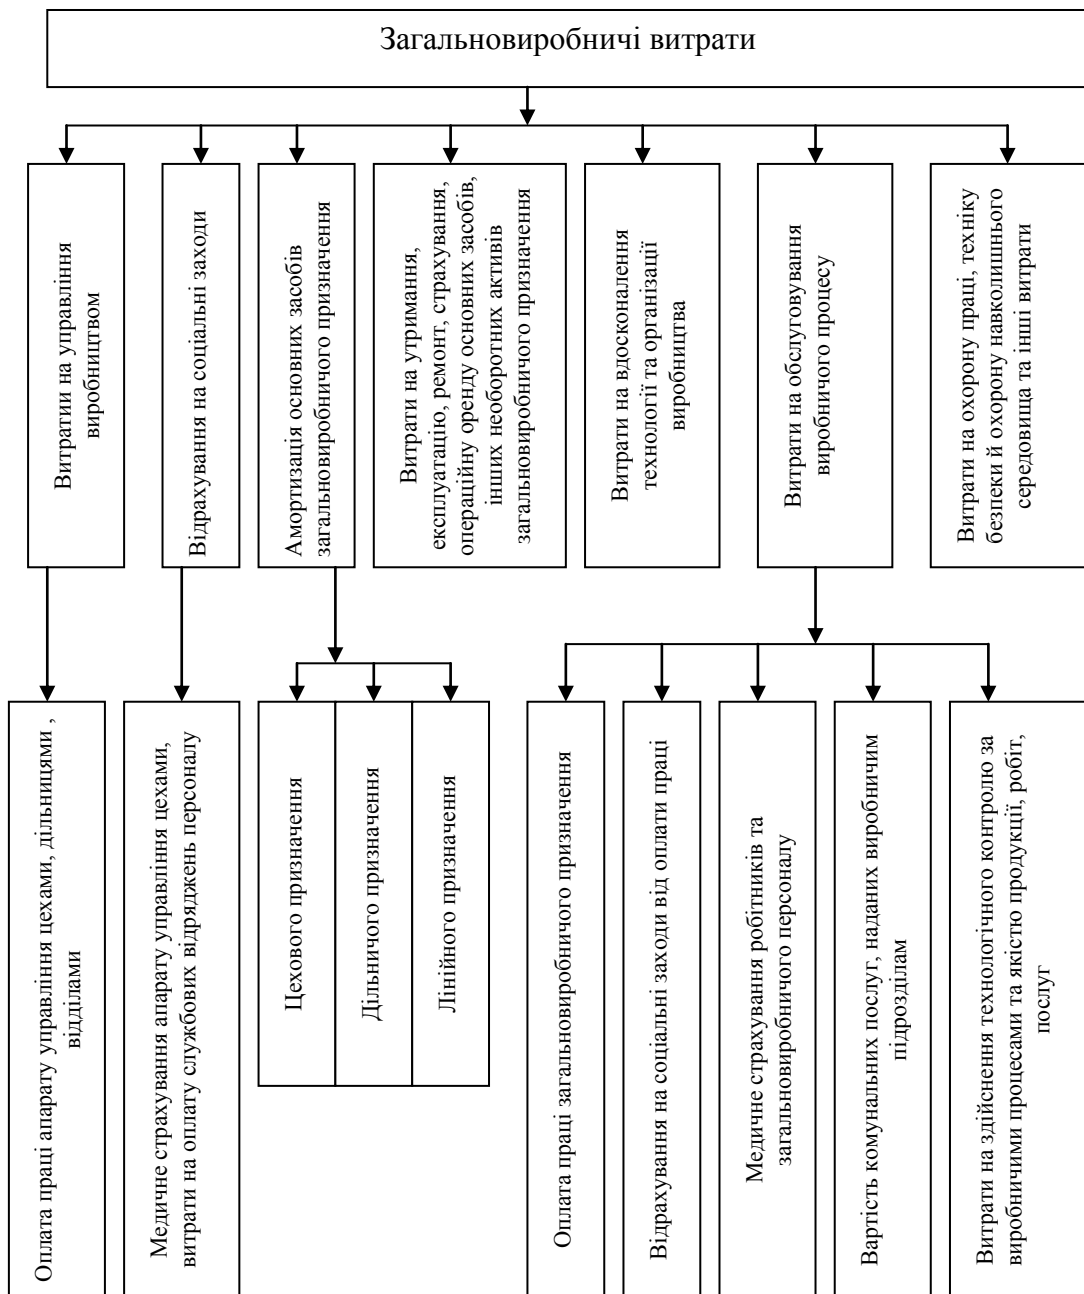 Загальновиробничі витрати
Витратии на управління
виробництвом
Відрахування на соціальні заходи
Амортизація основних засобів
загальновиробничого призначення
Витрати на утримання,
експлуатацію, ремонт, страхування,
операційну оренду основних засобів,
інших необоротних активів
загальновиробничого призначення
Витрати на вдосконалення
технології та організації
виробництва
Витрати на обслуговування
виробничого процесу
Витрати на охорону праці, техніку
безпеки й охорону навколишнього
середовища та інші витрати
Оплата праці апарату управління цехами, дільницями ,
відділами
Медичне страхування апарату управління цехами,
витрати на оплату службових відряджень персоналу
Цехового призначення
Дільничого призначення
Лінійного призначення
Оплата праці загальновиробничого призначення
Відрахування на соціальні заходи від оплати праці
Медичне страхування робітників та
загальновиробничого персоналу
Вартість комунальних послуг, наданих виробничим
підрозділам
Витрати на здійснення технологічного контролю за
виробничими процесами та якістю продукції, робіт,
послуг